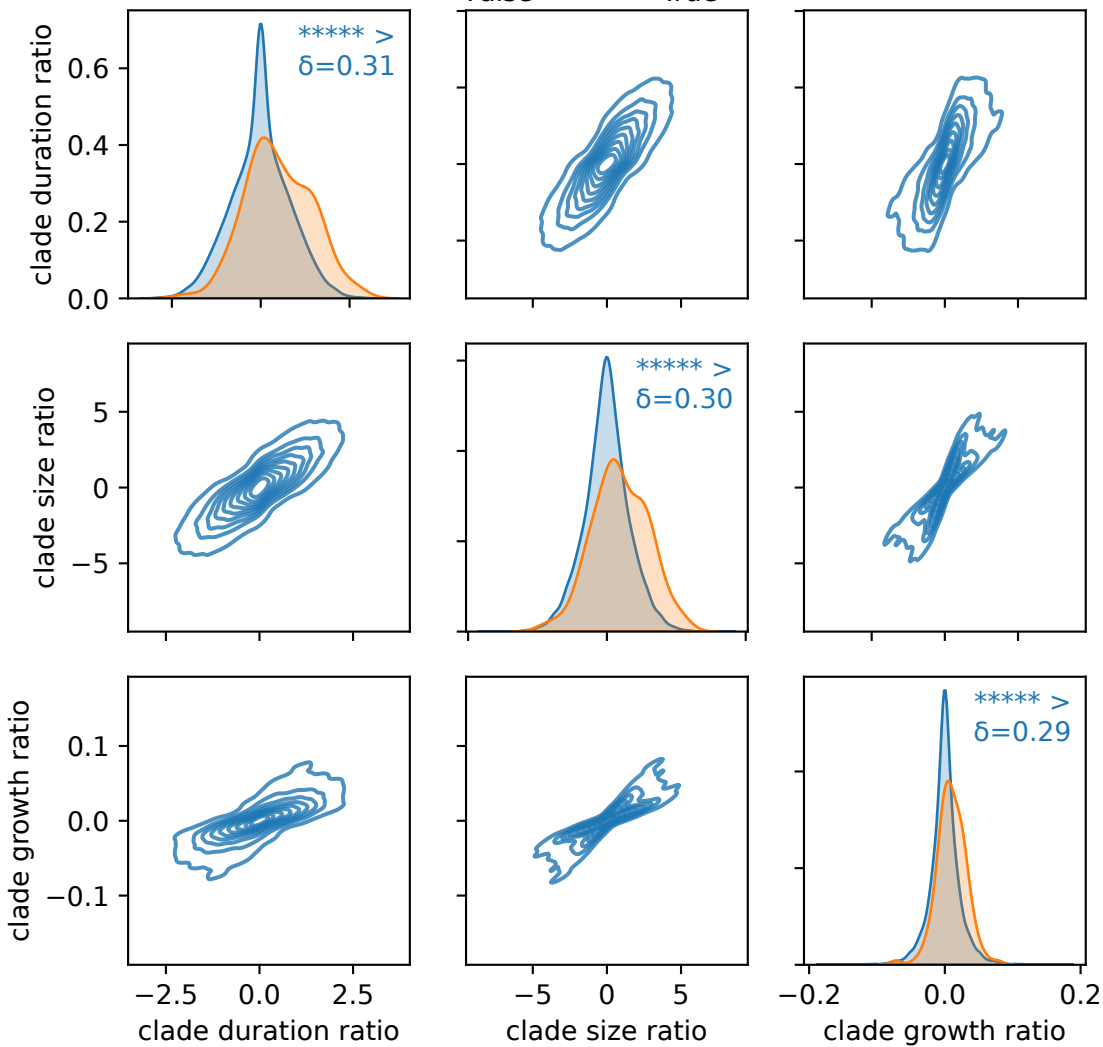 ***** >
δ=0.31
clade duration ratio
0.6
0.4
0.2
0.0
***** >
δ=0.30
clade size ratio
5
0
−5
***** >
δ=0.29
clade growth ratio
0.1
0.0
−0.1
−2.5 0.0 2.5
−5 0 5
−0.2 0.0 0.2
clade duration ratio
clade size ratio
clade growth ratio